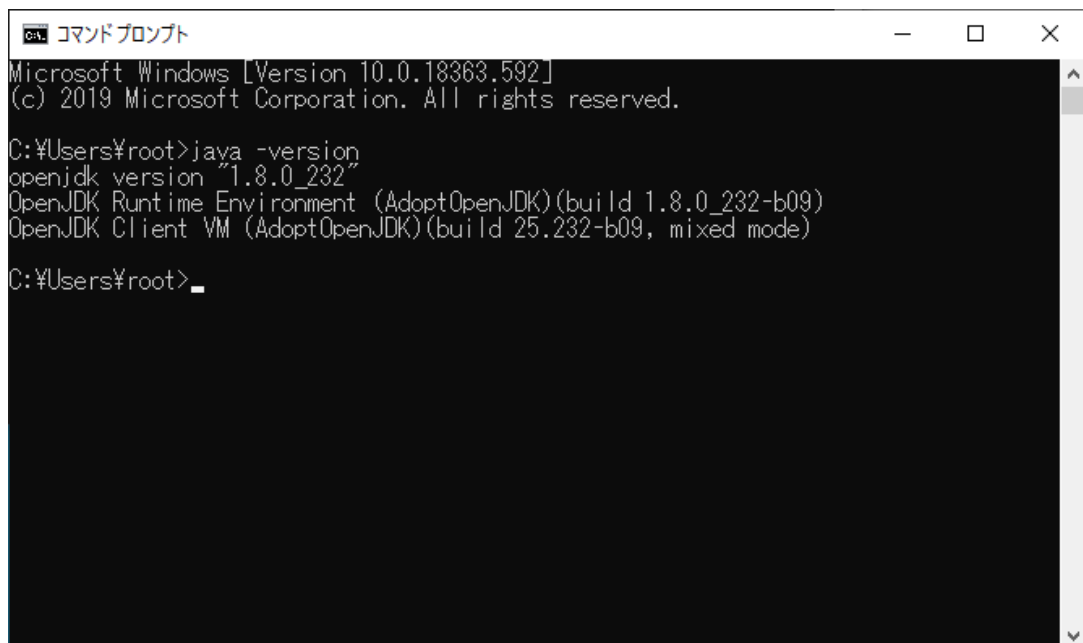 コマンド プロンプト
Microsoft Windows [Version 10.0.18363.592]
(c) 2019 Microsoft Corporation. All rights reserved.
C:¥Users¥root>java -version
openjdk version "1.8.0_232"
OpenJDK Runtime Environment (AdoptOpenJDK)(build 1.8.0_232-b09)
OpenJDK Client VM (AdoptOpenJDK)(build 25.232-b09, mixed mode)
C:¥Users¥root>